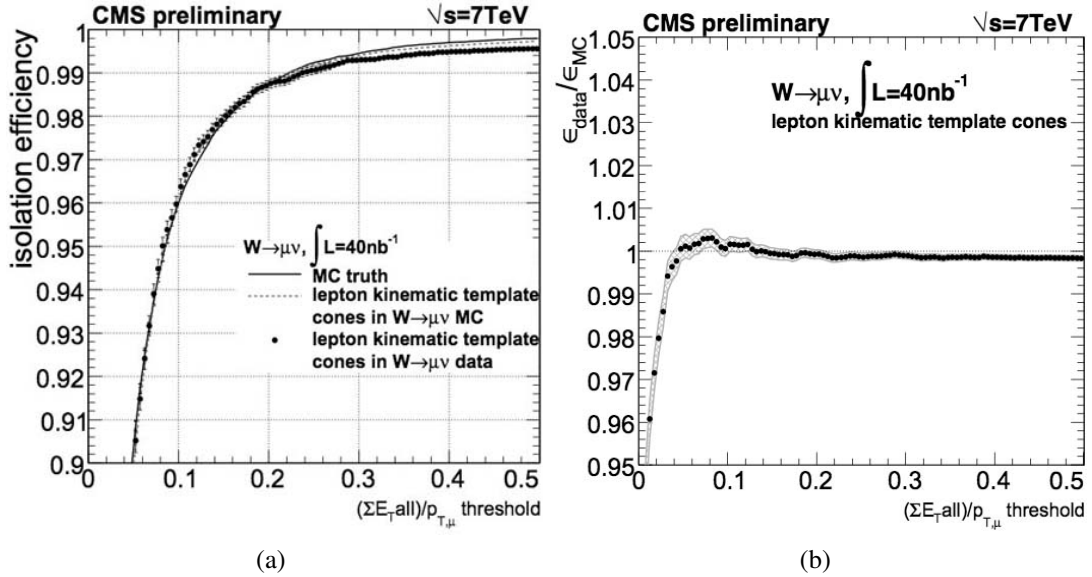 CMS preliminary √s=7TeV
isolation efficiency
1
0.99
0.98
0.97
0.96
0.95
0.94
0.93
0.92
0.91
0.9
W→μν, ∫L=40nb⁻¹
MC truth
lepton kinematic template
cones in W→μν MC
lepton kinematic template
cones in W→μν data
0 0.1 0.2 0.3 0.4 0.5
(ΣE_T all)/p_T,μ threshold
(a)
CMS preliminary √s=7TeV
ε_data/ε_MC
1.05
1.04
1.03
1.02
1.01
1
0.99
0.98
0.97
0.96
0.95
W→μν, ∫L=40nb⁻¹
lepton kinematic template cones
0 0.1 0.2 0.3 0.4 0.5
(ΣE_T all)/p_T,μ threshold
(b)